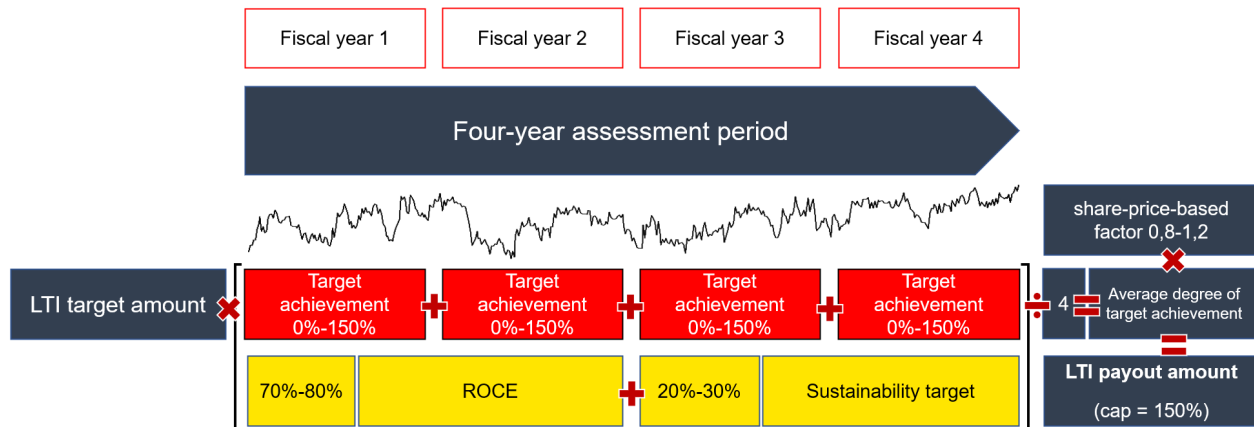 Fiscal year 1
Fiscal year 2
Fiscal year 3
Fiscal year 4
Four-year assessment period
share-price-based
factor 0,8-1,2
LTI target amount
Target
achievement
0%-150%
Target
achievement
0%-150%
Target
achievement
0%-150%
Target
achievement
0%-150%
4
Average degree of
target achievement
70%-80%
ROCE
20%-30%
Sustainability target
LTI payout amount
(cap = 150%)